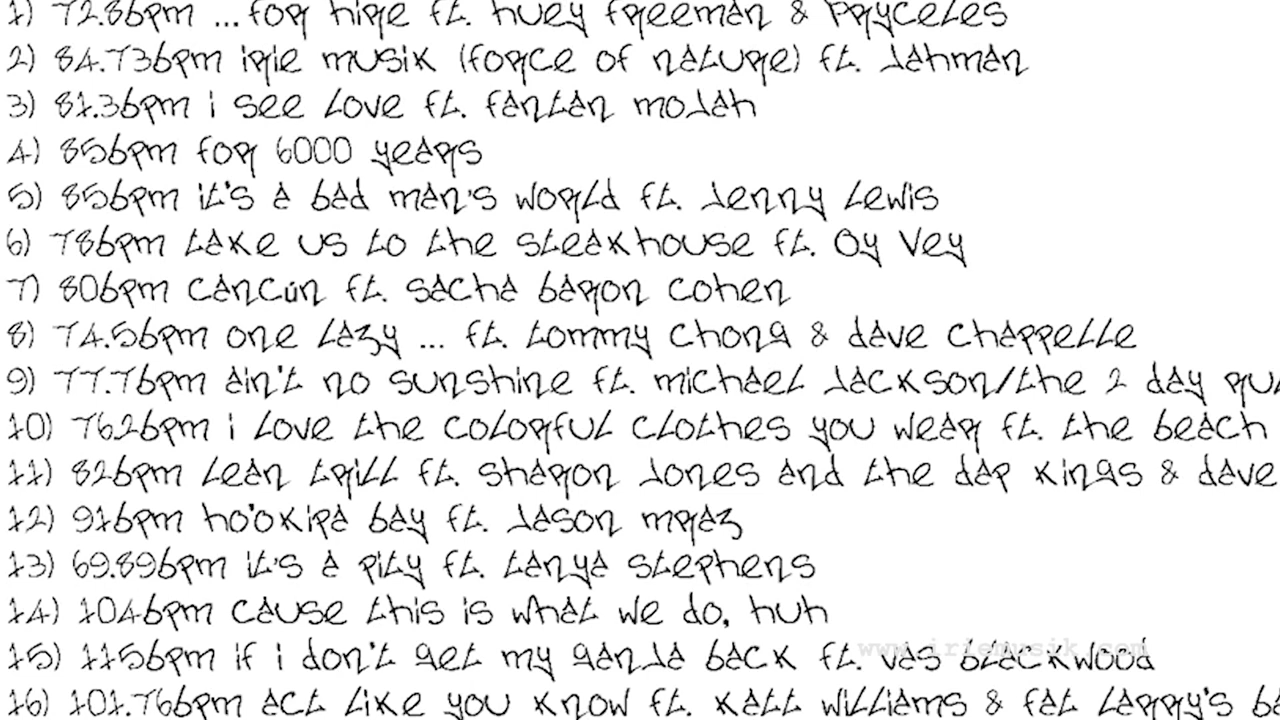 1) 72.8bpm ... for hire ft. huey freeman & pryceles
2) 84.73bpm irie musik (force of nature) ft. Jahman
3) 81.3bpm i see love ft. fantan moJah
4) 85bpm for 6000 years
5) 85bpm it's a bad man's world ft. Jenny Lewis
6) 78bpm take us to the steakhouse ft. Oy Vey
7) 80bpm cancún ft. sacha baron cohen
8) 74.5bpm one lazy ... ft. tommy chong & dave chappelle
9) 77.7bpm ain't no sunshine ft. michael Jackson/the 2 day
10) 762bpm i love the colorful clothes you wear ft. the beach
11) 82bpm lean trill ft. sharon Jones and the dap kings & dave
12) 91bpm ho'okipa bay ft. Jason mraz
13) 69.89bpm it's a pity ft. tanya stephens
14) 104bpm cause this is what we do, huh
15) 115bpm if i don't get my ganJa back ft. vas blackwood
www.iriemusik.com
16) 101.76bpm act like you know ft. katt williams & fat larry's